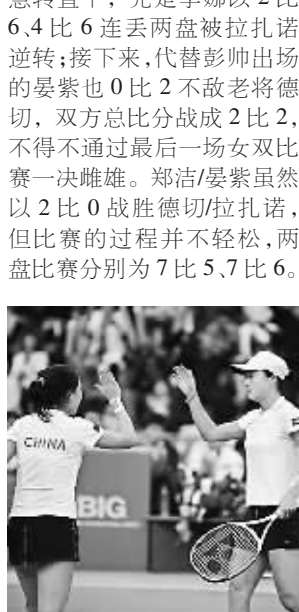 急转直下，先是李娜以 2 比
6、4 比 6 连丢两盘被拉扎诺
逆转；接下来，代替彭帅出场
的晏紫也 0 比 2 不敌老将德
切，双方总比分战成 2 比 2，
不得不通过最后一场女双比
赛一决雌雄。郑洁/晏紫虽然
以 2 比 0 战胜德切/拉扎诺，
但比赛的过程并不轻松，两
盘比赛分别为 7 比 5、7 比 6。
CHINA
BIG